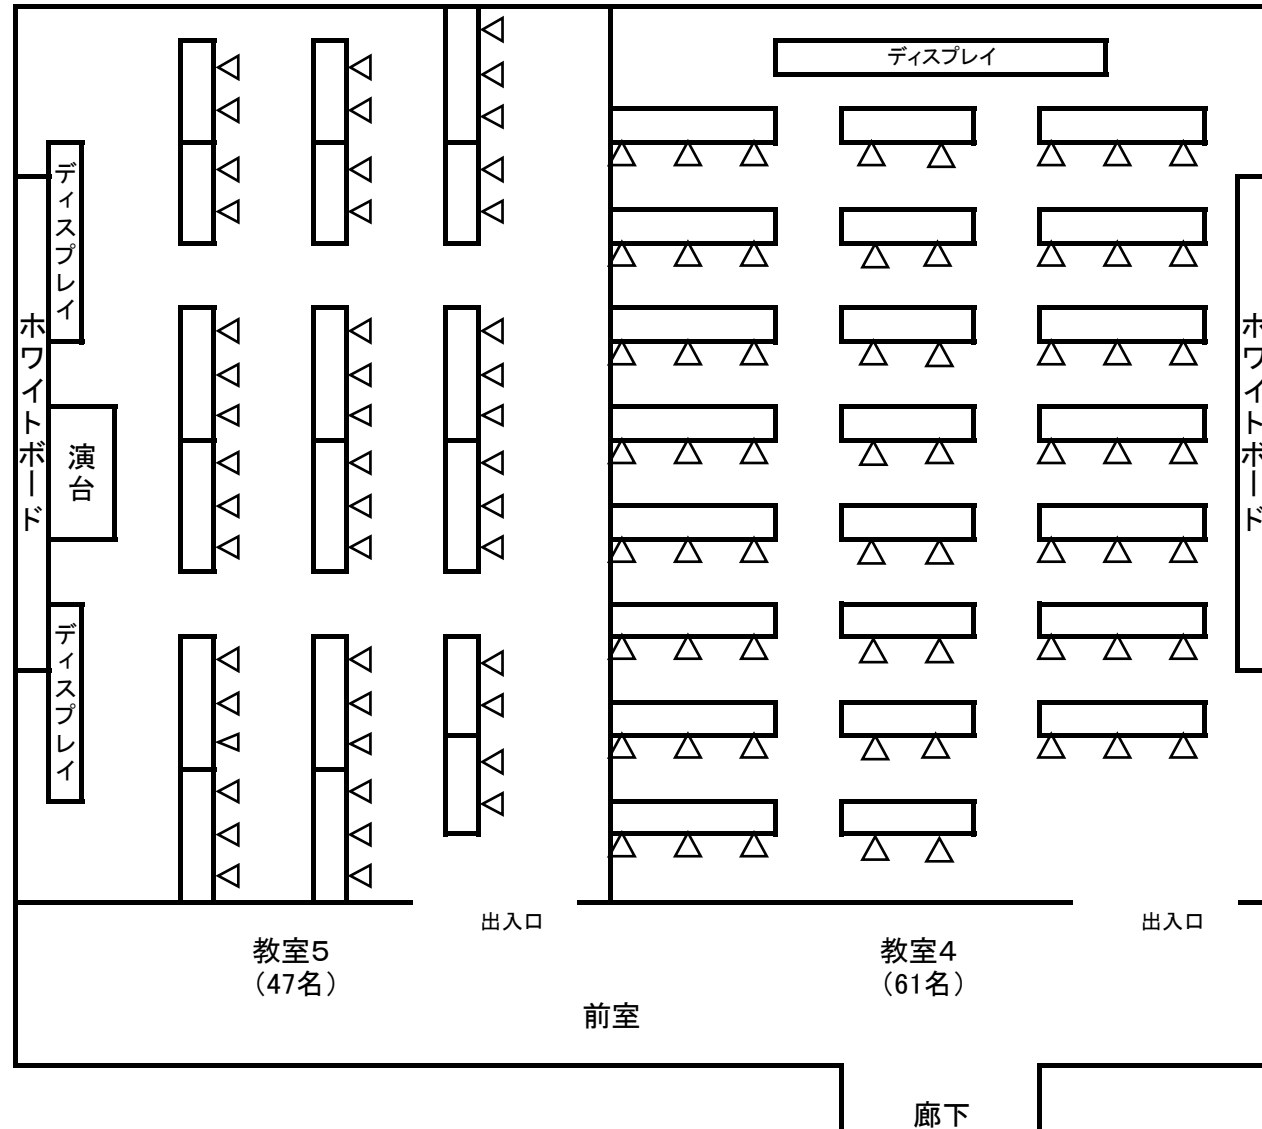 ディスプレイ
ディスプレイ
ホワイトボード
演台
ディスプレイ
ホワイトボード
出入口
出入口
教室5
(47名)
教室4
(61名)
前室
廊下